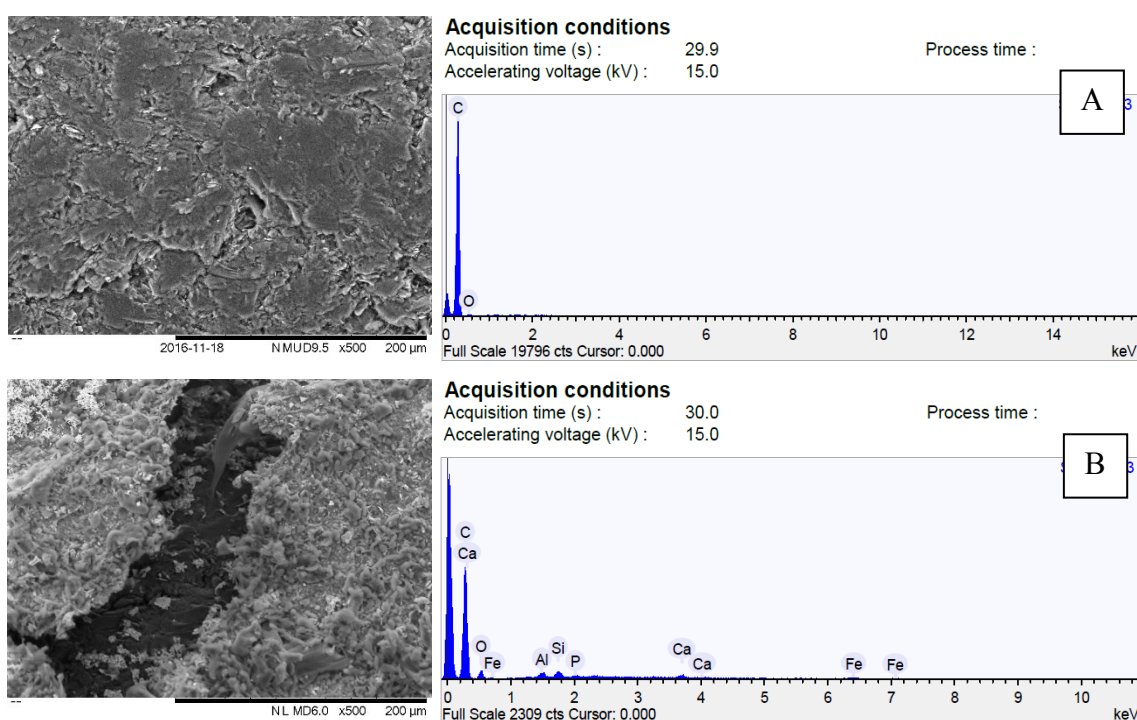 Acquisition conditions
Acquisition time (s) : 29.9 Process time :
Accelerating voltage (kV) : 15.0
A
3
C
O
0 2 4 6 8 10 12 14
Full Scale 19796 cts Cursor: 0.000 keV
2016-11-18 NMUD9.5 x500 200 µm
Acquisition conditions
Acquisition time (s) : 30.0 Process time :
Accelerating voltage (kV) : 15.0
B
3
C
Ca
O
Fe
Al
Si
P
Ca
Ca
Fe
Fe
0 1 2 3 4 5 6 7 8 9 10
Full Scale 2309 cts Cursor: 0.000 keV
NL MD6.0 x500 200 µm